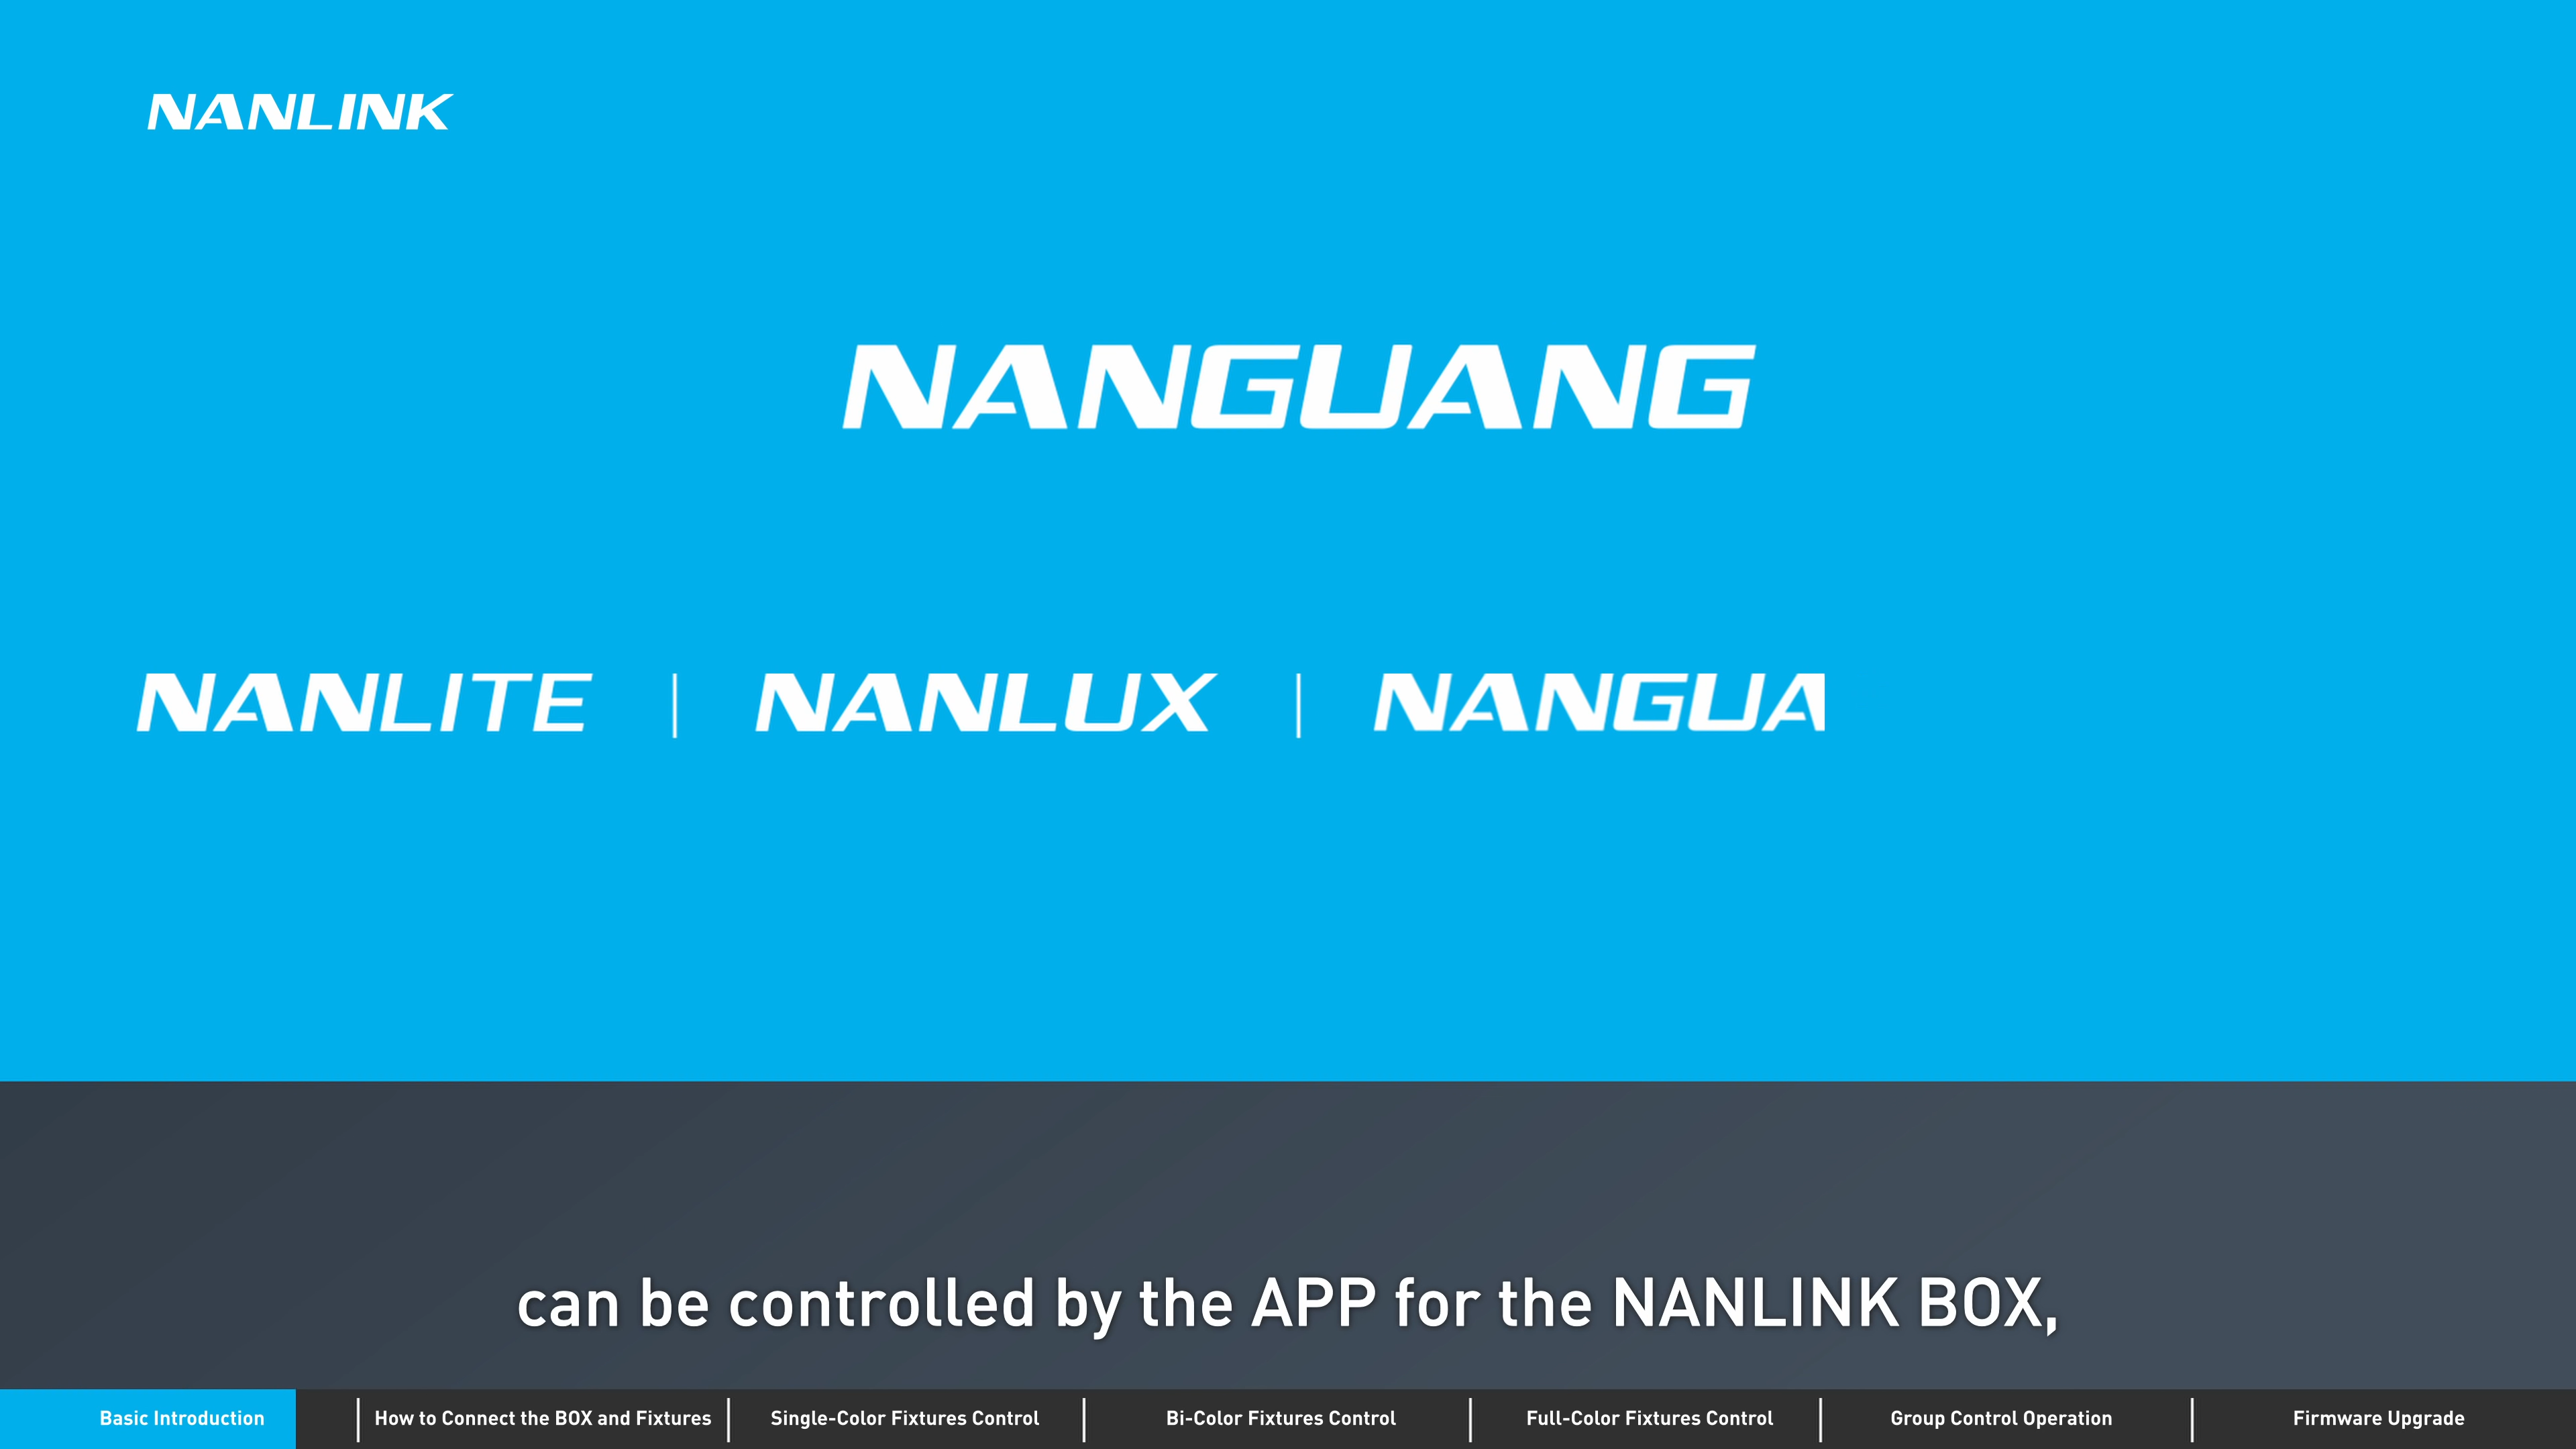 NANLINK
NANGUANG
NANLITE | NANLUX | NANGUA
can be controlled by the APP for the NANLINK BOX,
Basic Introduction | How to Connect the BOX and Fixtures | Single-Color Fixtures Control | Bi-Color Fixtures Control | Full-Color Fixtures Control | Group Control Operation | Firmware Upgrade